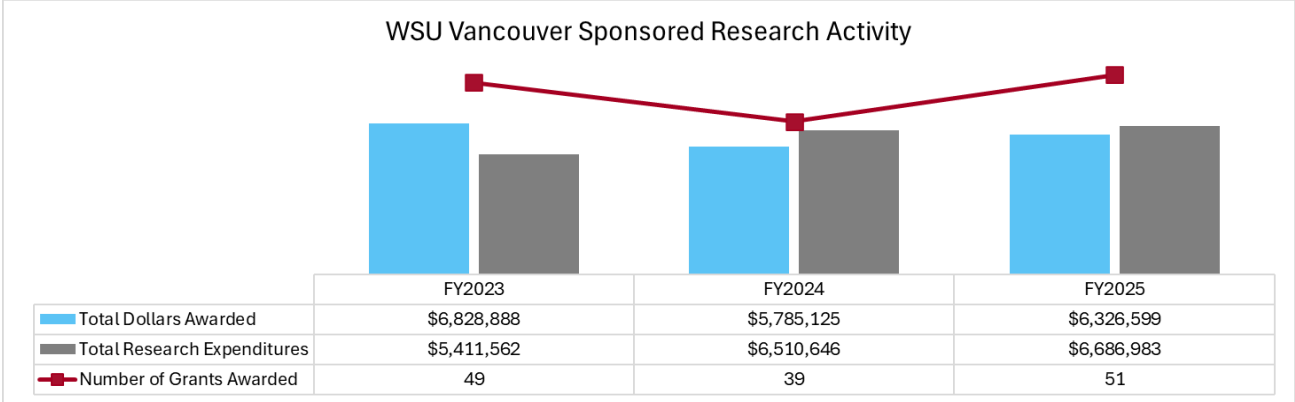 WSU Vancouver Sponsored Research Activity
FY2023 FY2024 FY2025
Total Dollars Awarded $6,828,888 $5,785,125 $6,326,599
Total Research Expenditures $5,411,562 $6,510,646 $6,686,983
Number of Grants Awarded 49 39 51